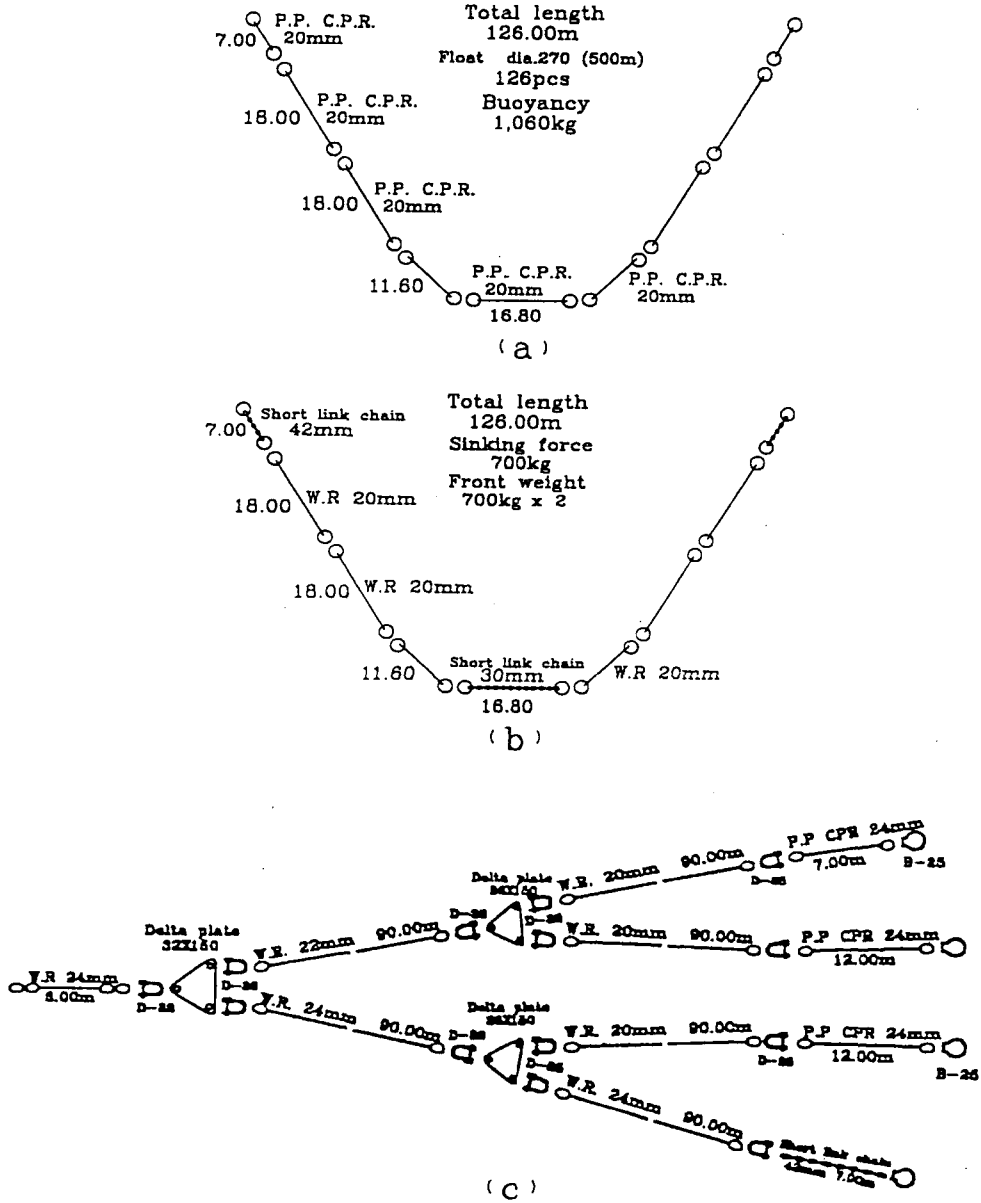 Total length
126.00m
Float dia.270 (500m)
126pcs
Buoyancy
1,060kg
P.P. C.P.R.
20mm
7.00
P.P. C.P.R.
20mm
18.00
P.P. C.P.R.
20mm
18.00
11.60
P.P. C.P.R.
20mm
16.80
P.P. C.P.R.
20mm
(a)
Total length
126.00m
Sinking force
700kg
Front weight
700kg x 2
Short link chain
42mm
7.00
18.00
W.R 20mm
18.00
W.R 20mm
11.60
Short link chain
30mm
16.80
W.R 20mm
(b)
P.P CPR 24mm
7.00m
B-25
W.R. 20mm 90.00m
Delta plate
W.R. 22mm 90.00m
W.R. 20mm 90.00m
P.P CPR 24mm
12.00m
Delta plate
32X150
W.R 24mm
W.R. 24mm 90.00m
Delta plate
W.R. 20mm 90.00m
P.P CPR 24mm
12.00m
B-25
W.R. 24mm 90.00m
Short link chain
42mm 7.00m
(c)